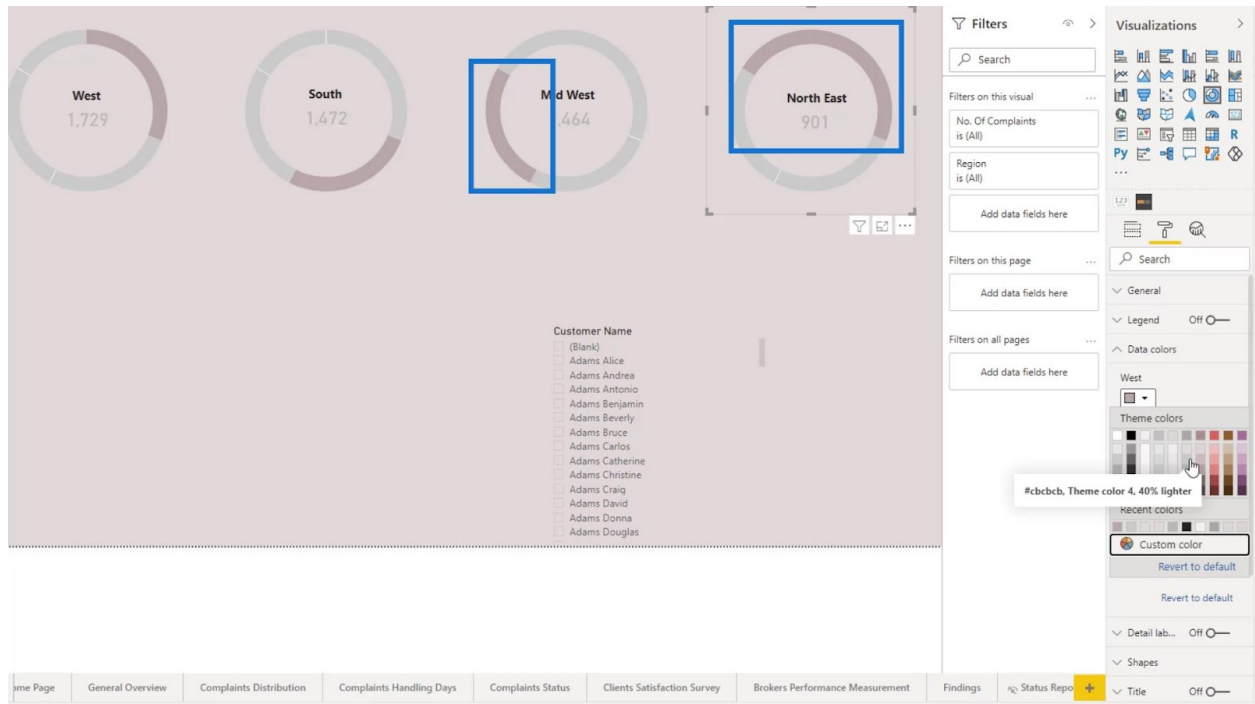 West
1,729
South
1,472
Mid West
,464
North East
901
Customer Name
(Blank)
Adams Alice
Adams Andrea
Adams Antonio
Adams Benjamin
Adams Beverly
Adams Bruce
Adams Carlos
Adams Catherine
Adams Christine
Adams Craig
Adams David
Adams Donna
Adams Douglas
Filters
Search
Filters on this visual
...
No. Of Complaints
is (All)
Region
is (All)
Add data fields here
Filters on this page
...
Add data fields here
Filters on all pages
...
Add data fields here
Visualizations
R
Py
...
123
Search
General
Legend Off
Data colors
West
Theme colors
#cbcbcb, Theme color 4, 40% lighter
Recent colors
Custom color
Revert to default
Revert to default
Detail lab... Off
Shapes
Title Off
ome Page
General Overview
Complaints Distribution
Complaints Handling Days
Complaints Status
Clients Satisfaction Survey
Brokers Performance Measurement
Findings
Status Repo
+